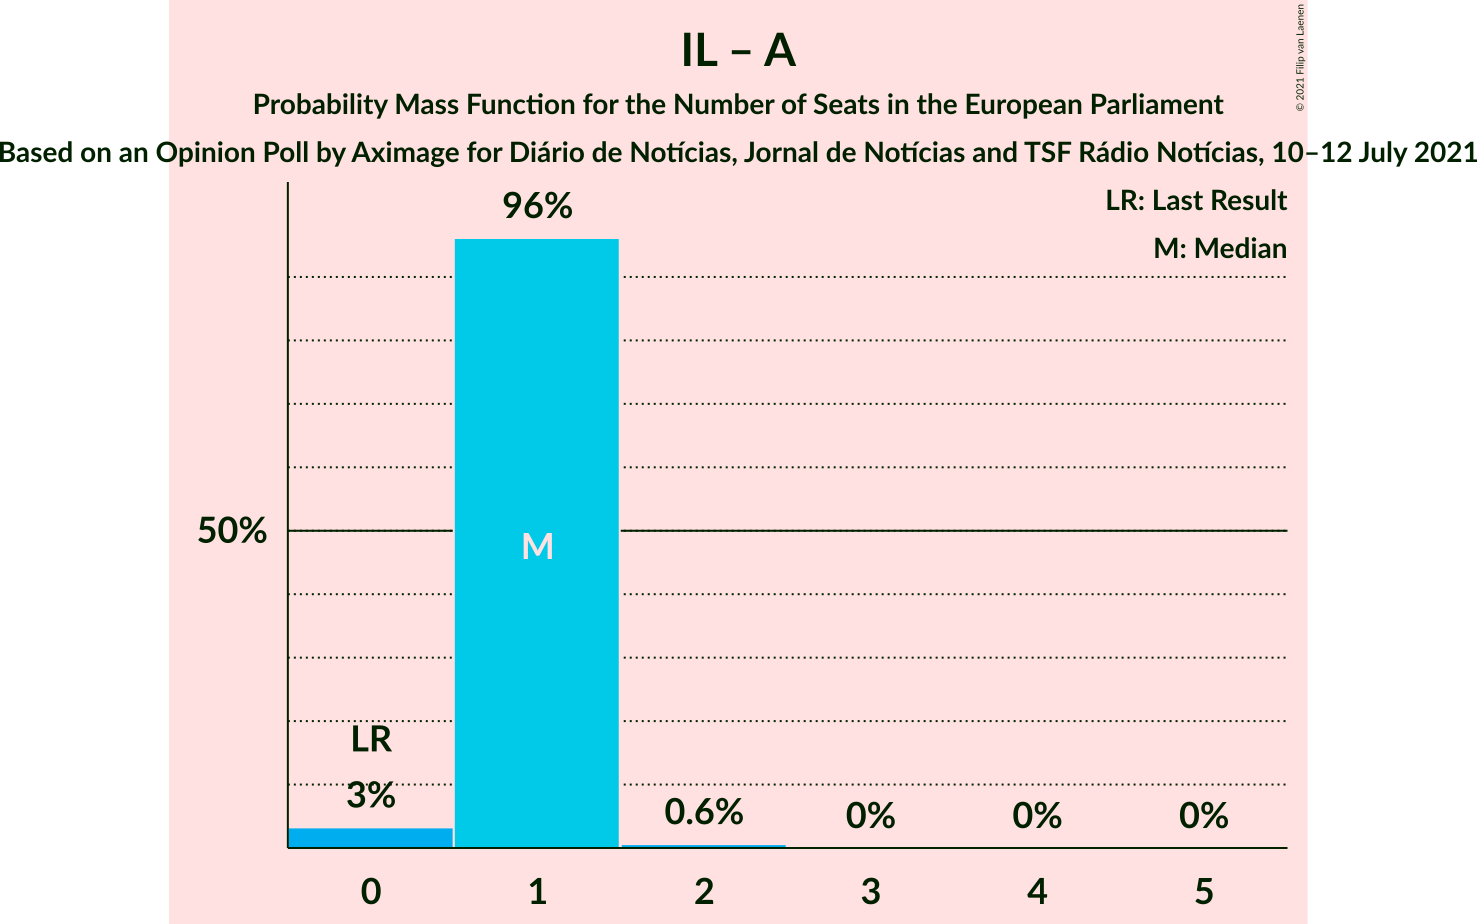 IL – A
Probability Mass Function for the Number of Seats in the European Parliament
Based on an Opinion Poll by Aximage for Diário de Notícias, Jornal de Notícias and TSF Rádio Notícias, 10–12 July 2021
© 2021 Filip van Laenen
LR: Last Result
M: Median
96%
50%
M
LR
3%
0.6%
0%
0%
0%
0
1
2
3
4
5